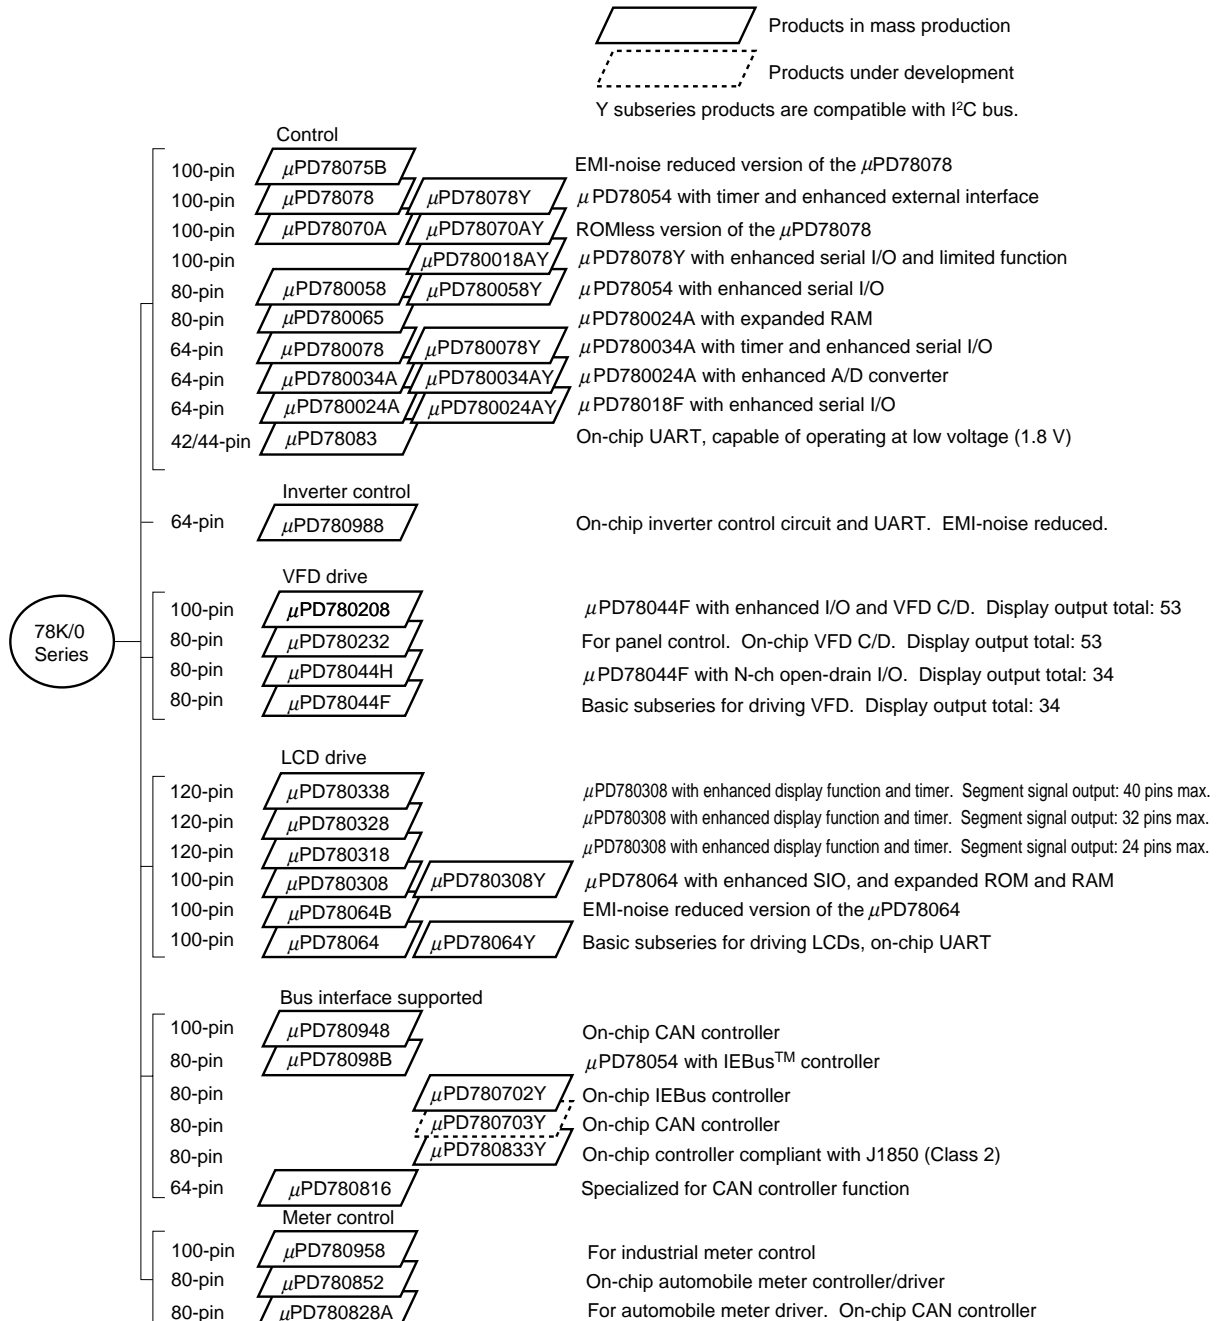 Products in mass production
Products under development
Y subseries products are compatible with I²C bus.
Control
100-pin μPD78075B EMI-noise reduced version of the μPD78078
100-pin μPD78078 μPD78078Y μPD78054 with timer and enhanced external interface
100-pin μPD78070A μPD78070AY ROMless version of the μPD78078
100-pin μPD780018AY μPD78078Y with enhanced serial I/O and limited function
80-pin μPD780058 μPD780058Y μPD78054 with enhanced serial I/O
80-pin μPD780065 μPD780024A with expanded RAM
64-pin μPD780078 μPD780078Y μPD780034A with timer and enhanced serial I/O
64-pin μPD780034A μPD780034AY μPD780024A with enhanced A/D converter
64-pin μPD780024A μPD780024AY μPD78018F with enhanced serial I/O
42/44-pin μPD78083 On-chip UART, capable of operating at low voltage (1.8 V)
Inverter control
64-pin μPD780988 On-chip inverter control circuit and UART. EMI-noise reduced.
VFD drive
100-pin μPD780208 μPD78044F with enhanced I/O and VFD C/D. Display output total: 53
78K/0 Series
80-pin μPD780232 For panel control. On-chip VFD C/D. Display output total: 53
80-pin μPD78044H μPD78044F with N-ch open-drain I/O. Display output total: 34
80-pin μPD78044F Basic subseries for driving VFD. Display output total: 34
LCD drive
120-pin μPD780338 μPD780308 with enhanced display function and timer. Segment signal output: 40 pins max.
120-pin μPD780328 μPD780308 with enhanced display function and timer. Segment signal output: 32 pins max.
120-pin μPD780318 μPD780308 with enhanced display function and timer. Segment signal output: 24 pins max.
100-pin μPD780308 μPD780308Y μPD78064 with enhanced SIO, and expanded ROM and RAM
100-pin μPD78064B EMI-noise reduced version of the μPD78064
100-pin μPD78064 μPD78064Y Basic subseries for driving LCDs, on-chip UART
Bus interface supported
100-pin μPD780948 On-chip CAN controller
80-pin μPD78098B μPD78054 with IEBus™ controller
80-pin μPD780702Y On-chip IEBus controller
80-pin μPD780703Y On-chip CAN controller
80-pin μPD780833Y On-chip controller compliant with J1850 (Class 2)
64-pin μPD780816 Specialized for CAN controller function
Meter control
100-pin μPD780958 For industrial meter control
80-pin μPD780852 On-chip automobile meter controller/driver
80-pin μPD780828A For automobile meter driver. On-chip CAN controller